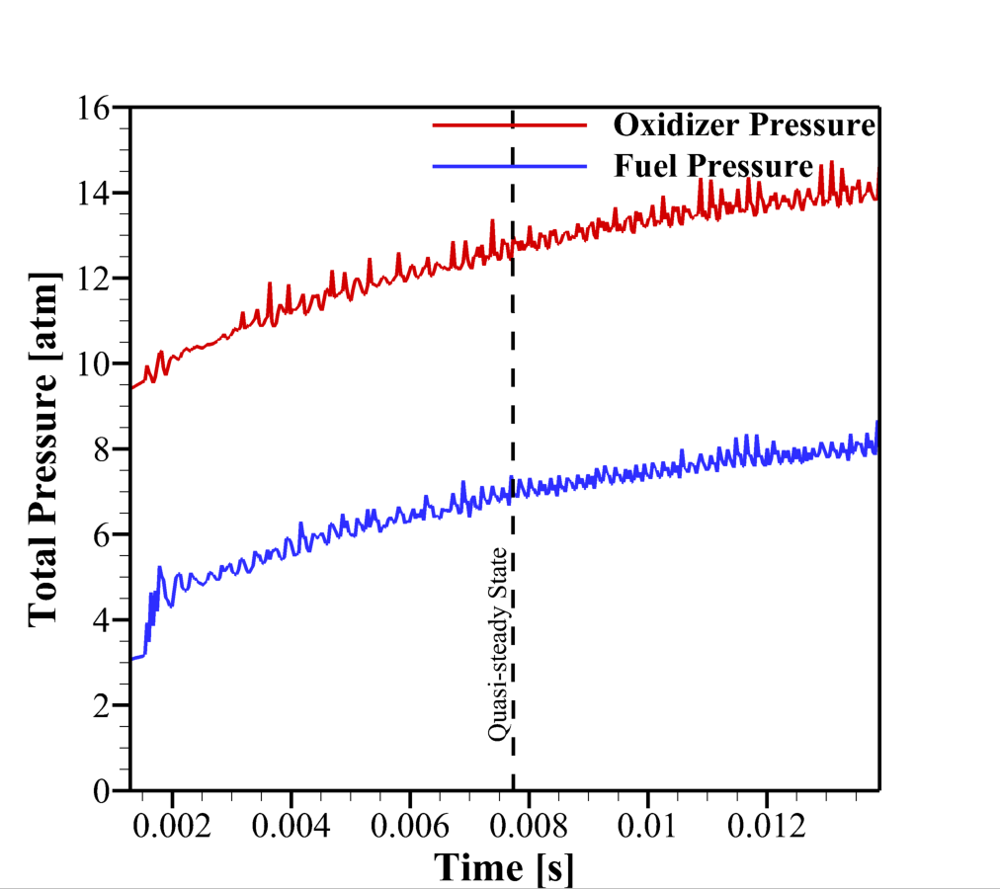 Oxidizer Pressure
Fuel Pressure
16
14
12
10
8
6
4
2
0
Total Pressure [atm]
Quasi-steady State
0.002 0.004 0.006 0.008 0.01 0.012
Time [s]